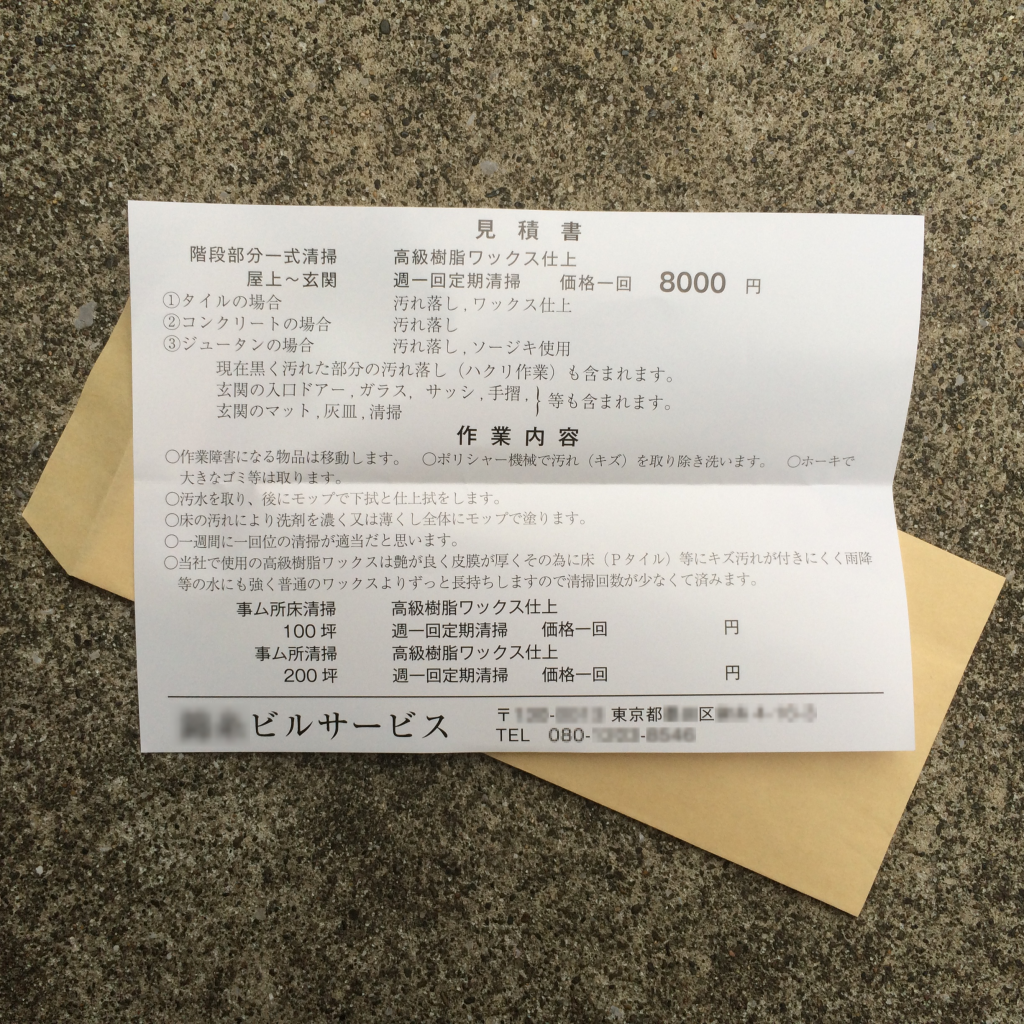 見積書
階段部分一式清掃 高級樹脂ワックス仕上
屋上～玄関 週一回定期清掃 価格一回 8000 円
①タイルの場合 汚れ落し,ワックス仕上
②コンクリートの場合 汚れ落し
③ジュータンの場合 汚れ落し,ソージキ使用
現在黒く汚れた部分の汚れ落し（ハクリ作業）も含まれます。
玄関の入口ドアー,ガラス, サッシ,手摺,
玄関のマット,灰皿,清掃
}等も含まれます。
作業内容
○作業障害になる物品は移動します。 ○ポリシャー機械で汚れ（キズ）を取り除き洗います。 ○ホーキで
大きなゴミ等は取ります。
○汚水を取り、後にモップで下拭と仕上拭をします。
○床の汚れにより洗剤を濃く又は薄くし全体にモップで塗ります。
○一週間に一回位の清掃が適当だと思います。
○当社で使用の高級樹脂ワックスは艶が良く皮膜が厚くその為に床（Pタイル）等にキズ汚れが付きにくく雨降
等の水にも強く普通のワックスよりずっと長持ちしますので清掃回数が少なくて済みます。
事ム所床清掃 高級樹脂ワックス仕上
100坪 週一回定期清掃 価格一回 円
事ム所清掃 高級樹脂ワックス仕上
200坪 週一回定期清掃 価格一回 円
ビルサービス
〒 東京都 区
TEL 080-